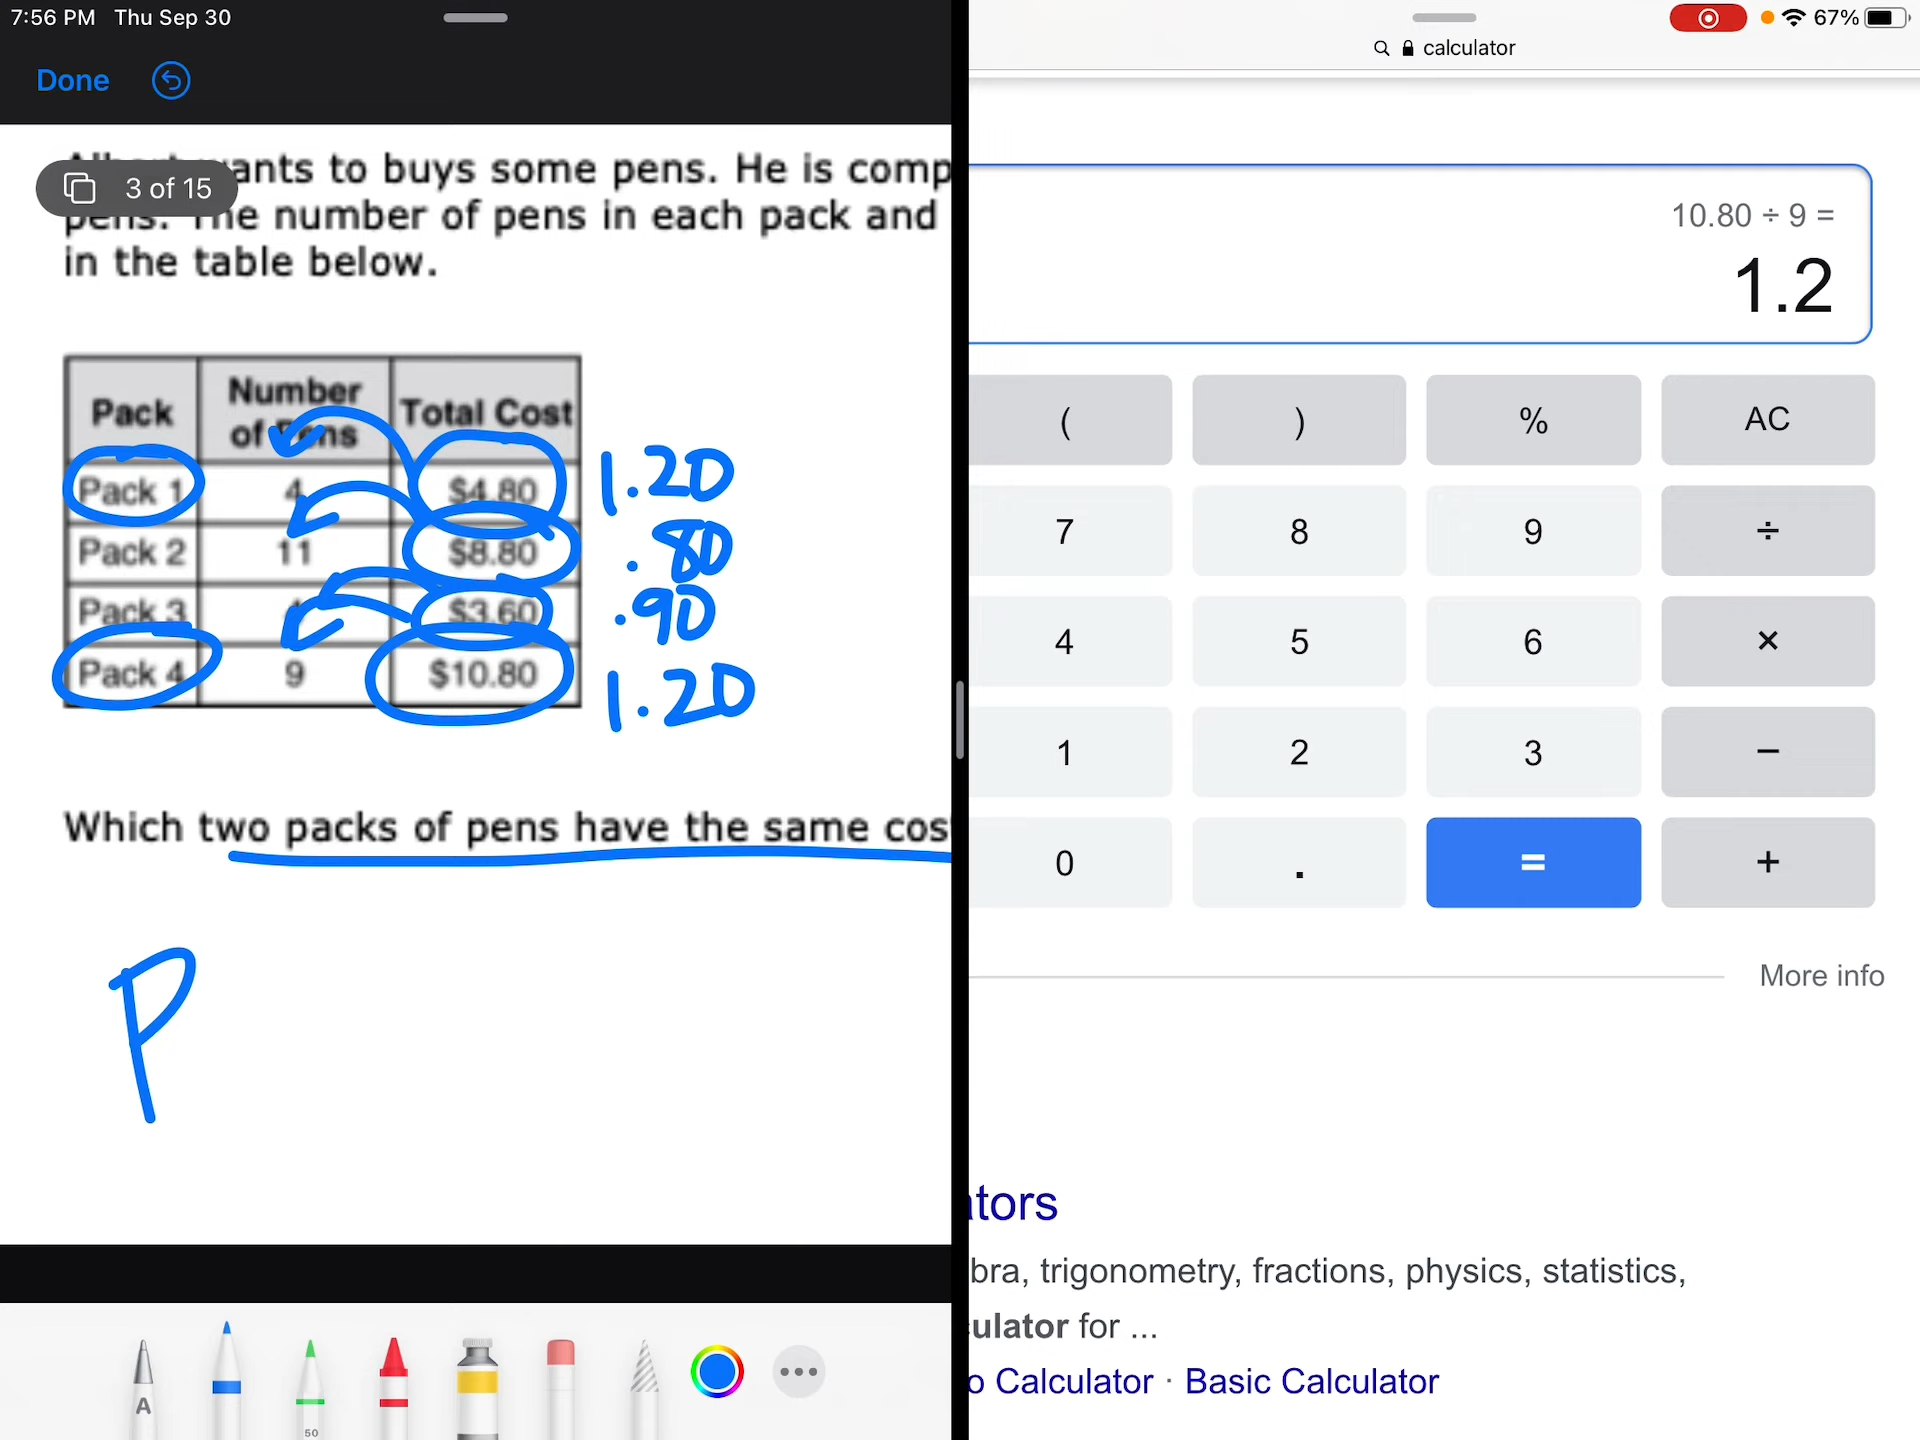 7:56 PM Thu Sep 30
67%
calculator
Done
3 of 15
ants to buys some pens. He is comp
pens. The number of pens in each pack and
in the table below.
10.80 ÷ 9 =
1.2
Pack Number of Pens Total Cost
Pack 1 4 $4.80 1.20
Pack 2 11 $8.80 .80
Pack 3 $3.60 .90
Pack 4 9 $10.80 1.20
( ) % AC
7 8 9 ÷
4 5 6 ×
1 2 3 −
0 . = +
Which two packs of pens have the same cos
P
More info
tors
bra, trigonometry, fractions, physics, statistics,
ulator for ...
o Calculator · Basic Calculator
A
50